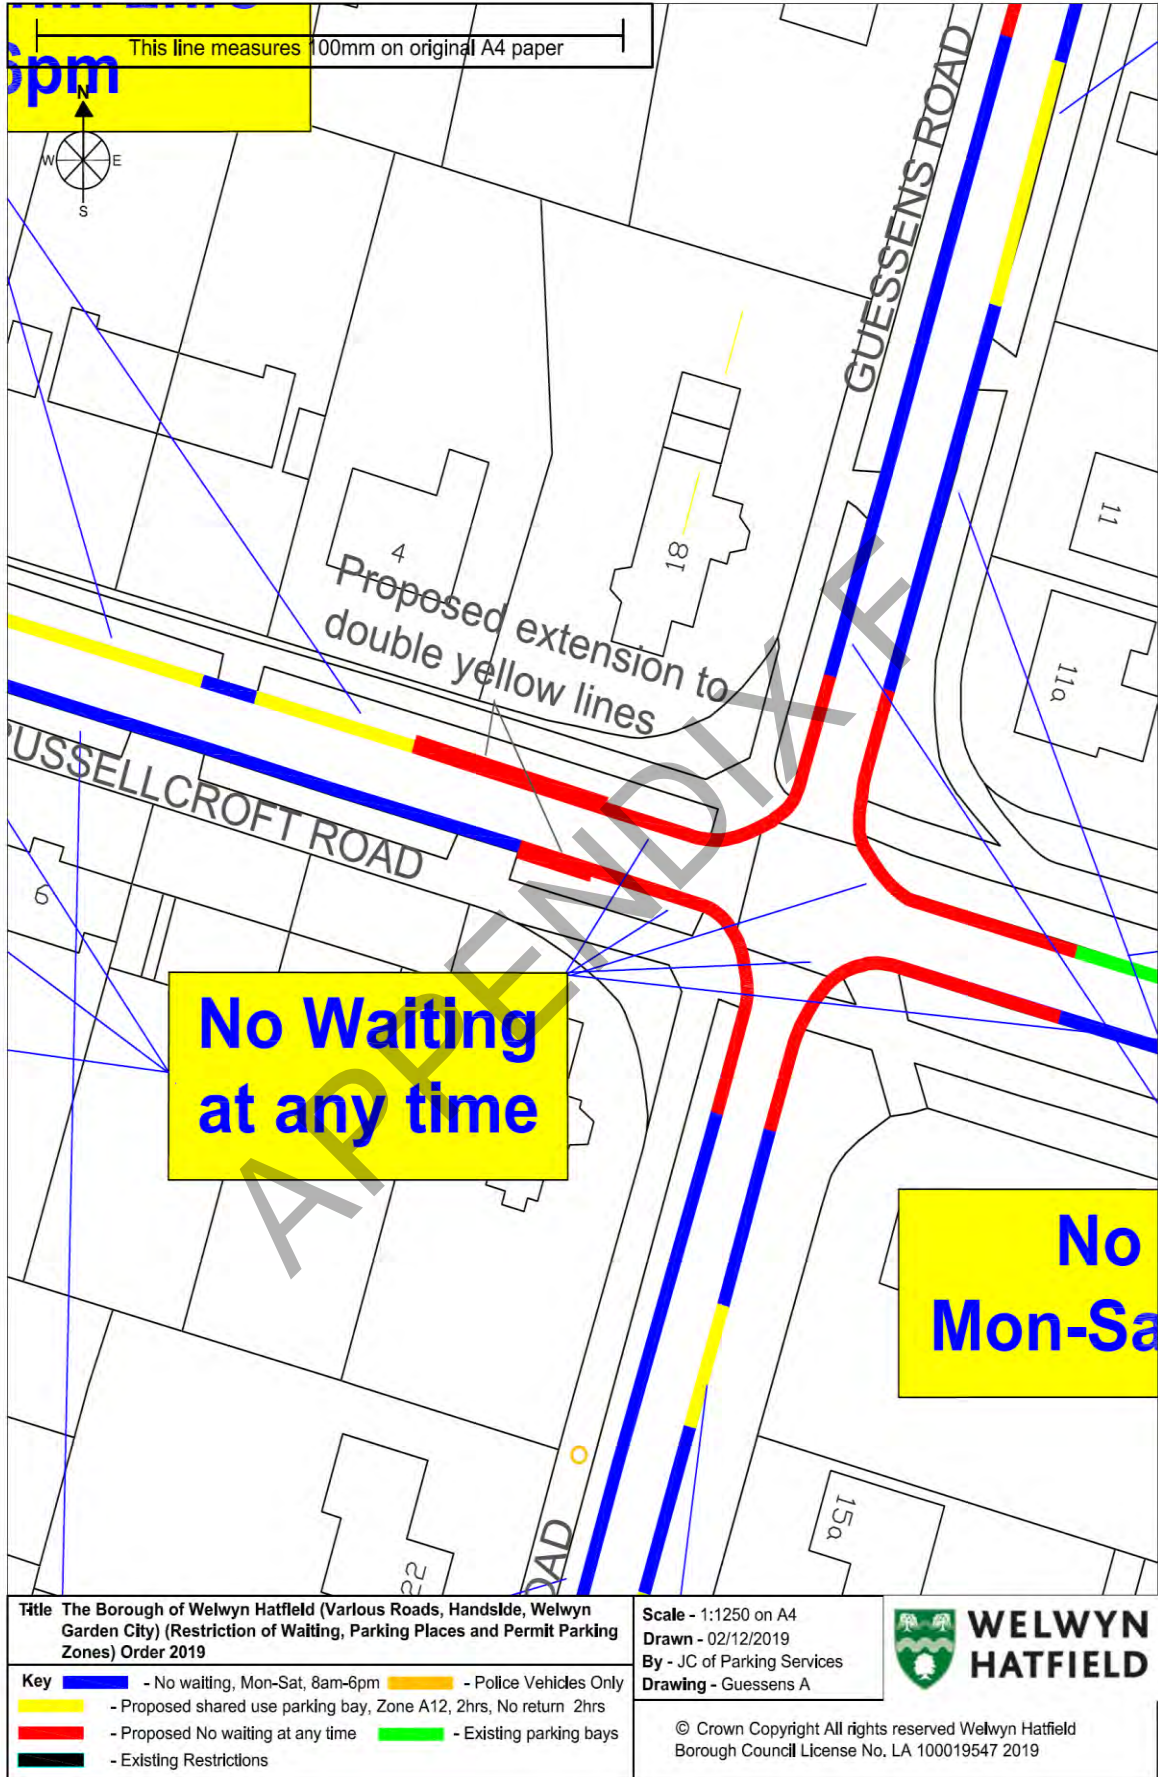 6pm
This line measures 100mm on original A4 paper
N
W E
S
GUESSENS ROAD
4
18
11
11a
Proposed extension to
double yellow lines
RUSSELLCROFT ROAD
6
No Waiting
at any time
APPENDIX F
No
Mon-Sa
15a
22
OAD
Title The Borough of Welwyn Hatfield (Various Roads, Handside, Welwyn
Garden City) (Restriction of Waiting, Parking Places and Permit Parking
Zones) Order 2019
Key - No waiting, Mon-Sat, 8am-6pm - Police Vehicles Only
- Proposed shared use parking bay, Zone A12, 2hrs, No return 2hrs
- Proposed No waiting at any time - Existing parking bays
- Existing Restrictions
Scale - 1:1250 on A4
Drawn - 02/12/2019
By - JC of Parking Services
Drawing - Guessens A
WELWYN
HATFIELD
© Crown Copyright All rights reserved Welwyn Hatfield
Borough Council License No. LA 100019547 2019